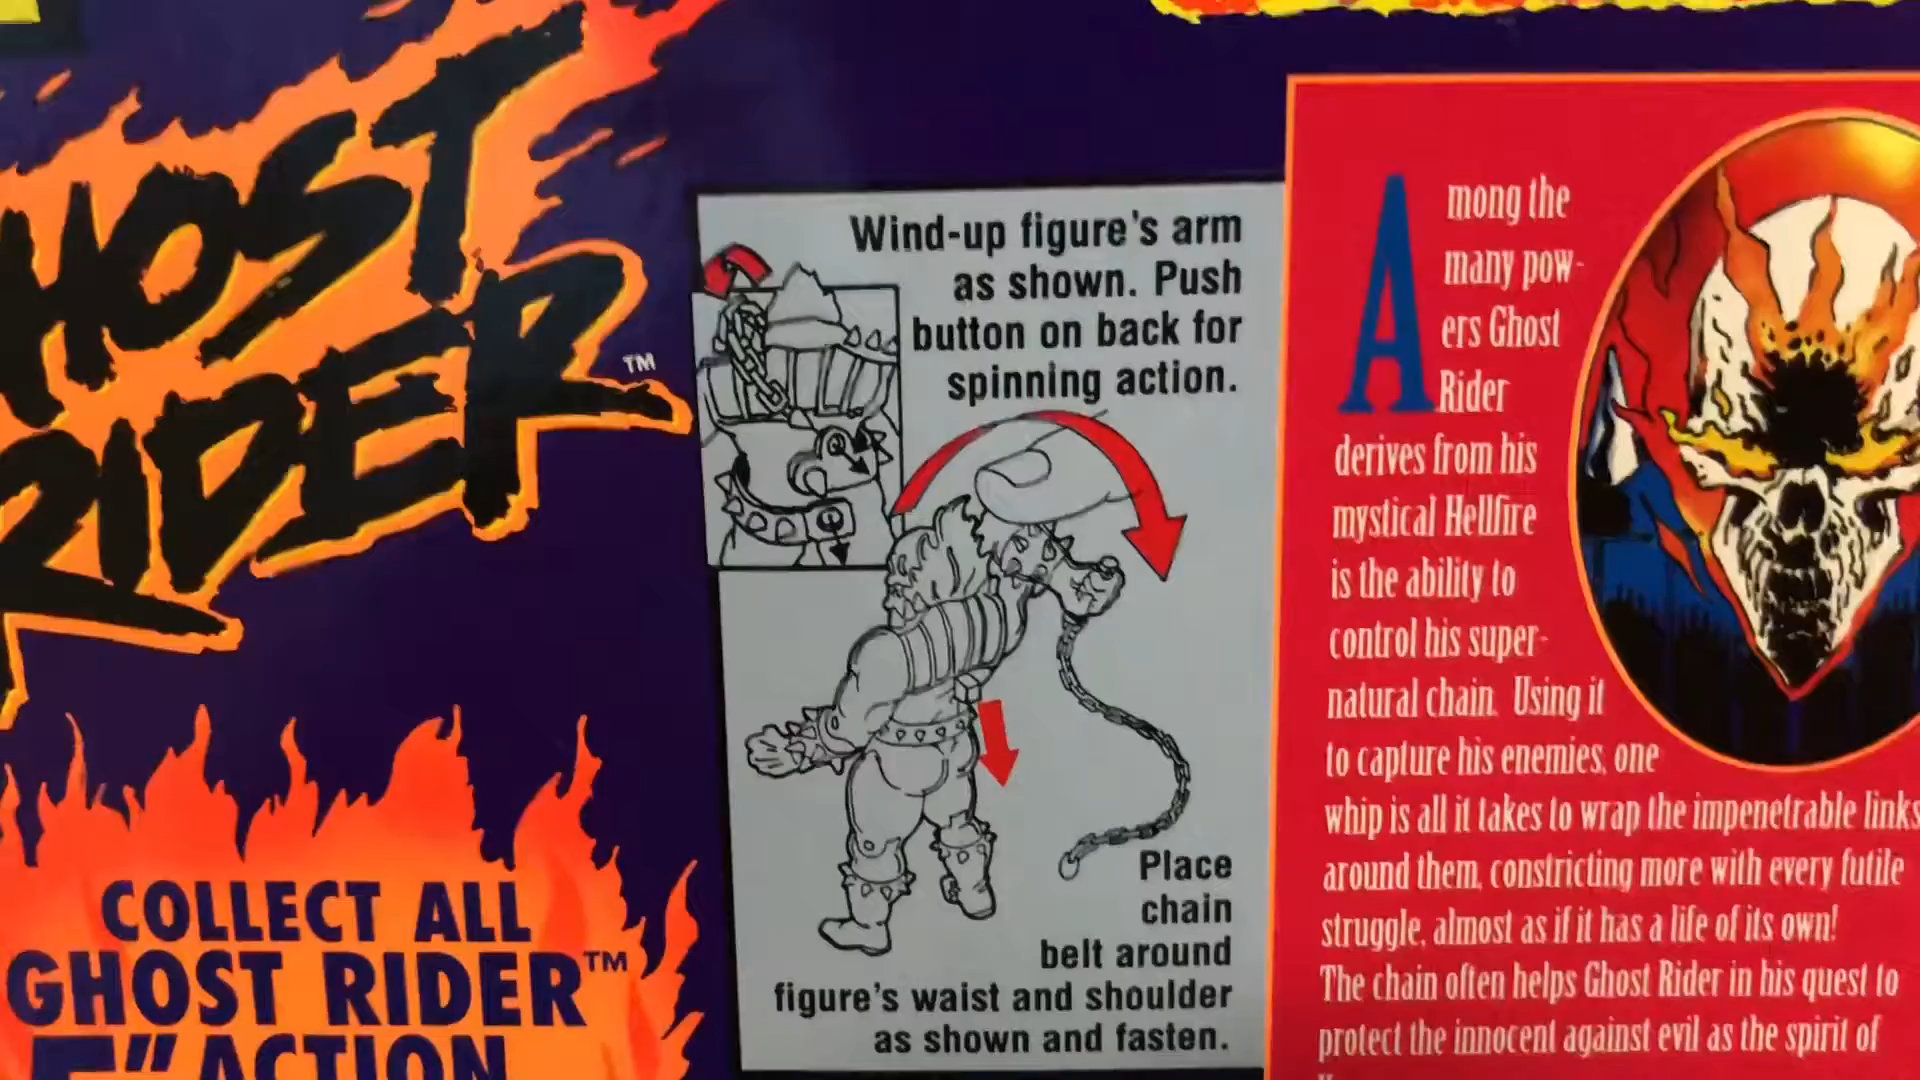 GHOST
RIDER™
COLLECT ALL
GHOST RIDER™
5" ACTION
Wind-up figure's arm
as shown. Push
button on back for
spinning action.
Place
chain
belt around
figure's waist and shoulder
as shown and fasten.
Among the
many pow-
ers Ghost
Rider
derives from his
mystical Hellfire
is the ability to
control his super-
natural chain. Using it
to capture his enemies, one
whip is all it takes to wrap the impenetrable links
around them, constricting more with every futile
struggle, almost as if it has a life of its own!
The chain often helps Ghost Rider in his quest to
protect the innocent against evil as the spirit of